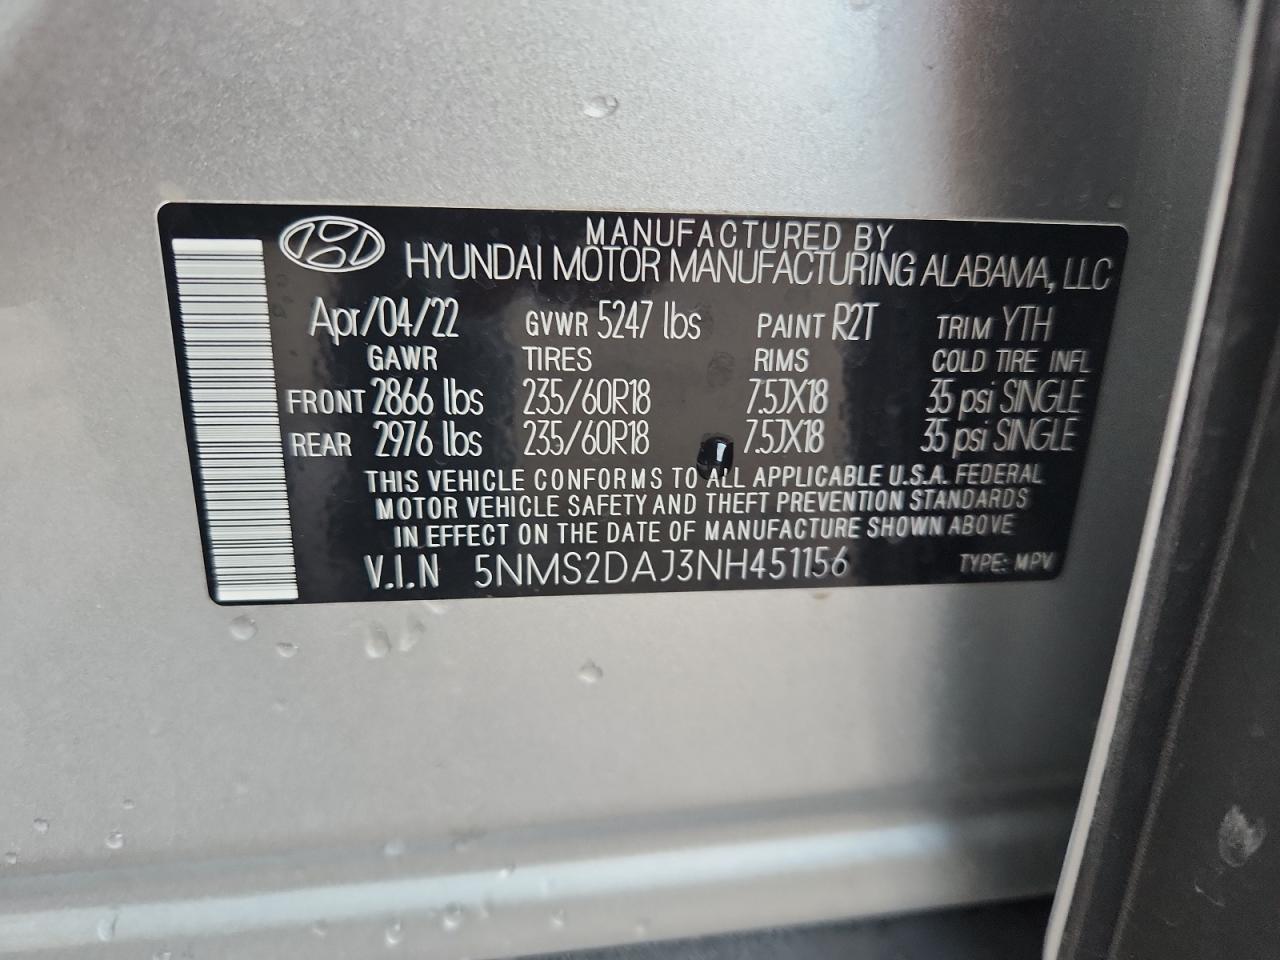 MANUFACTURED BY
HYUNDAI MOTOR MANUFACTURING ALABAMA, LLC
Apr/04/22 GVWR 5247 lbs PAINT R2T TRIM YTH
GAWR TIRES RIMS COLD TIRE INFL
FRONT 2866 lbs 235/60R18 7.5JX18 35 psi SINGLE
REAR 2976 lbs 235/60R18 7.5JX18 35 psi SINGLE
THIS VEHICLE CONFORMS TO ALL APPLICABLE U.S.A. FEDERAL
MOTOR VEHICLE SAFETY AND THEFT PREVENTION STANDARDS
IN EFFECT ON THE DATE OF MANUFACTURE SHOWN ABOVE
V.I.N 5NMS2DAJ3NH451156 TYPE: MPV